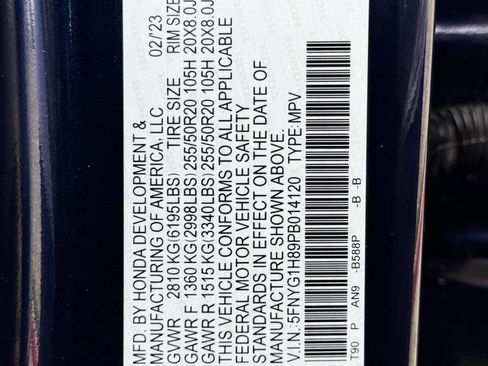 MFD. BY HONDA DEVELOPMENT & 02/'23
MANUFACTURING OF AMERICA, LLC
GVWR 2810 KG(6195LBS) TIRE SIZE RIM SIZE
GAWR F 1360 KG(2998LBS) 255/50R20 105H 20X8.0J
GAWR R 1515 KG(3340LBS) 255/50R20 105H 20X8.0J
THIS VEHICLE CONFORMS TO ALL APPLICABLE
FEDERAL MOTOR VEHICLE SAFETY
STANDARDS IN EFFECT ON THE DATE OF
MANUFACTURE SHOWN ABOVE.
V.I.N.: 5FNYG1H89PB014120 TYPE: MPV
T90 P AN9 -B588P -B -B